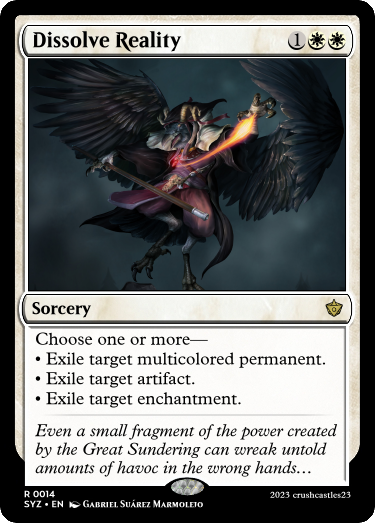 Dissolve Reality 1
Sorcery
Choose one or more—
• Exile target multicolored permanent.
• Exile target artifact.
• Exile target enchantment.
Even a small fragment of the power created
by the Great Sundering can wreak untold
amounts of havoc in the wrong hands…
R 0014
SYZ • EN Gabriel Suárez Marmolejo
2023 crushcastles23